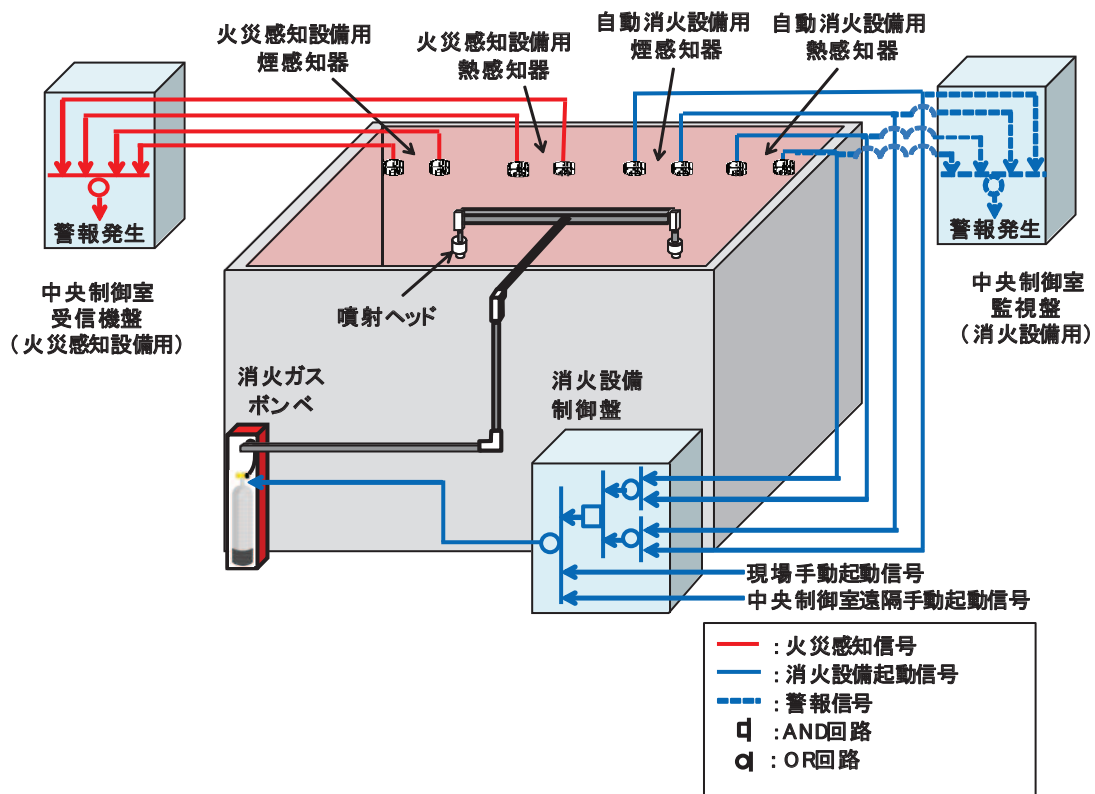 火災感知設備用
煙感知器
火災感知設備用
熱感知器
自動消火設備用
煙感知器
自動消火設備用
熱感知器
警報発生
中央制御室
受信機盤
(火災感知設備用)
警報発生
中央制御室
監視盤
(消火設備用)
噴射ヘッド
消火ガス
ボンベ
消火設備
制御盤
現場手動起動信号
中央制御室遠隔手動起動信号
:火災感知信号
:消火設備起動信号
:警報信号
:AND回路
:OR回路